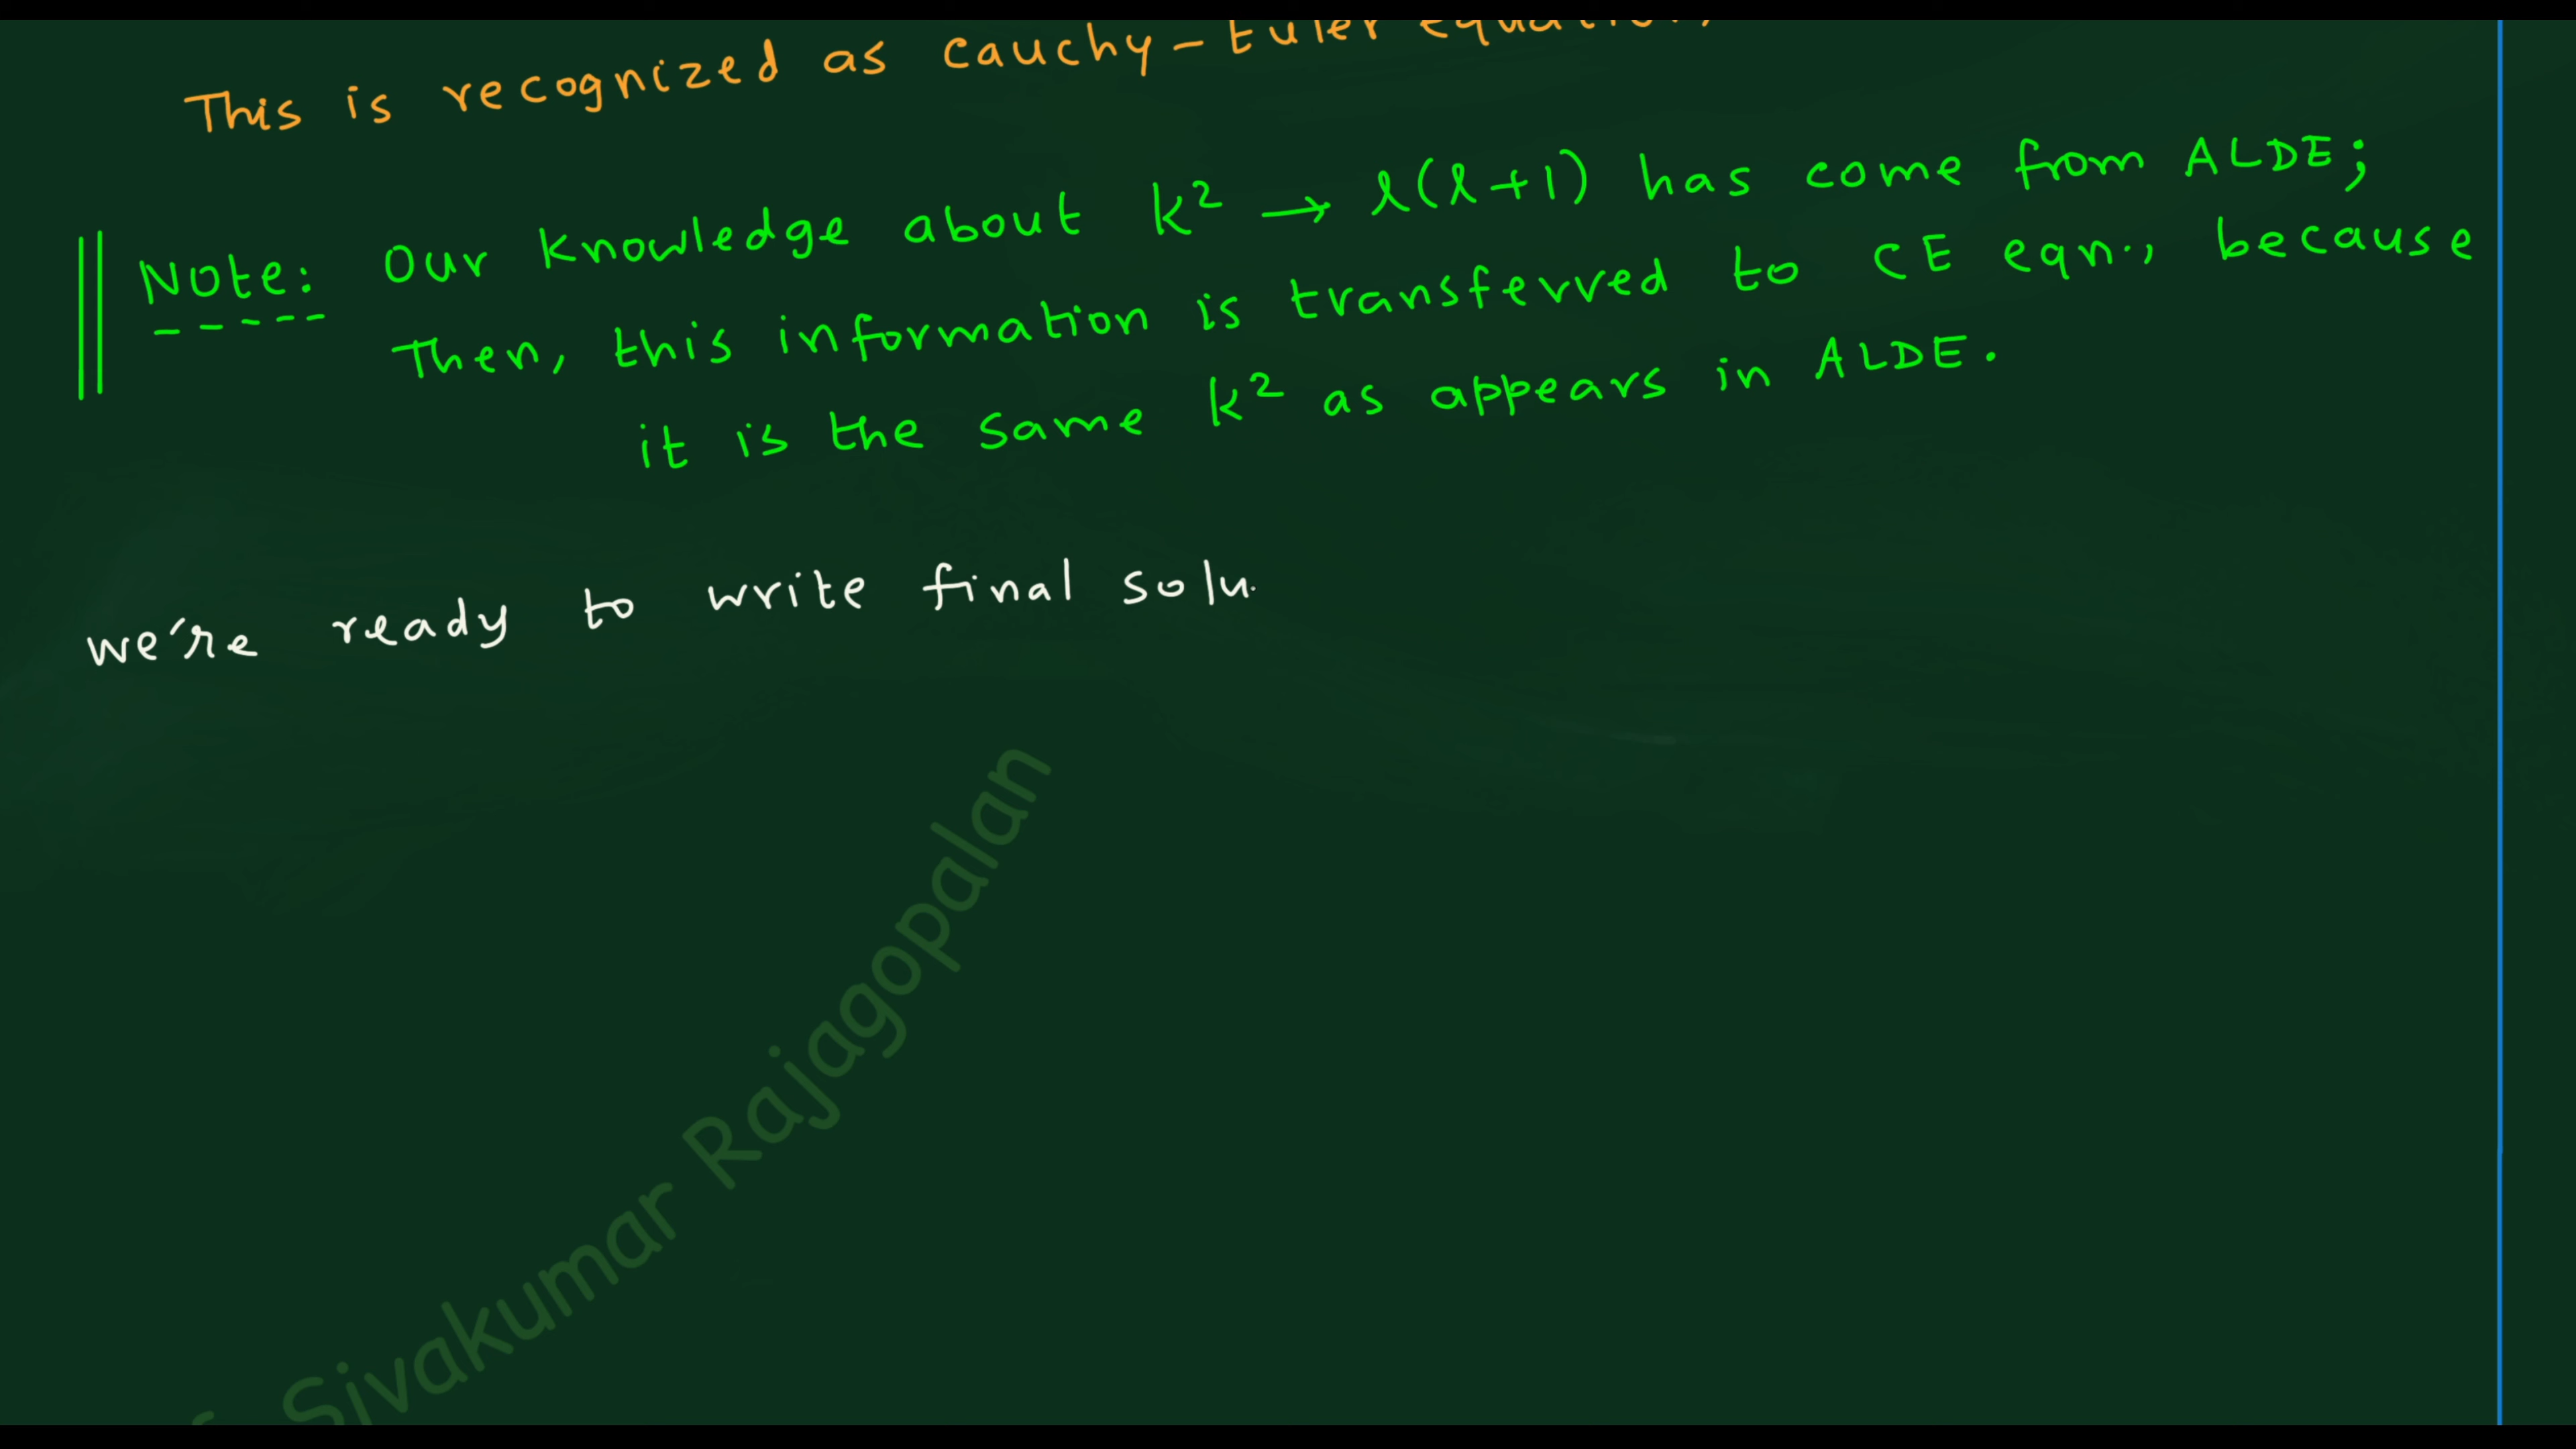 This is recognized as Cauchy-Euler equation,
Note: Our knowledge about k² → l(l+1) has come from ALDE;
Then, this information is transferred to CE eqn., because
it is the same k² as appears in ALDE.
we're ready to write final solu
Sivakumar Rajagopalan